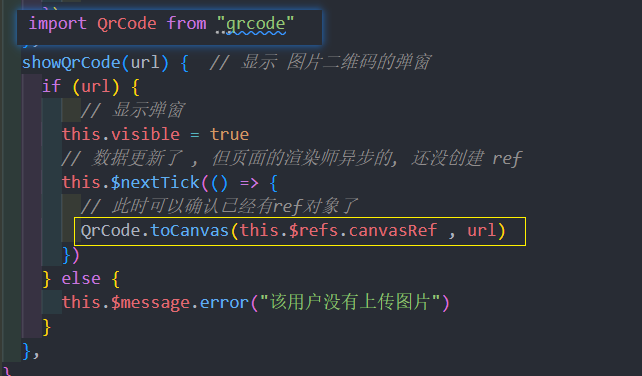 import QrCode from "qrcode"
showQrCode(url) {  // 显示 图片二维码的弹窗
if (url) {
// 显示弹窗
this.visible = true
// 数据更新了 , 但页面的渲染师异步的, 还没创建 ref
this.$nextTick(() => {
// 此时可以确认已经有ref对象了
QrCode.toCanvas(this.$refs.canvasRef , url)
})
} else {
this.$message.error("该用户没有上传图片")
}
},